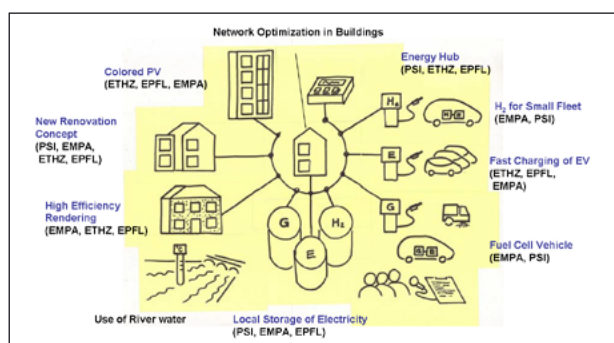 Network Optimization in Buildings
Colored PV
(ETHZ, EPFL, EMPA)
Energy Hub
(PSI, ETHZ, EPFL)
H₂ for Small Fleet
(EMPA, PSI)
New Renovation
Concept
(PSI, EMPA,
ETHZ, EPFL)
Fast Charging of EV
(ETHZ, EPFL,
EMPA)
High Efficiency
Rendering
(EMPA, ETHZ, EPFL)
Fuel Cell Vehicle
(EMPA, PSI)
Use of River water
Local Storage of Electricity
(PSI, EMPA, EPFL)
H₂
E
G
G
E
H₂
°C